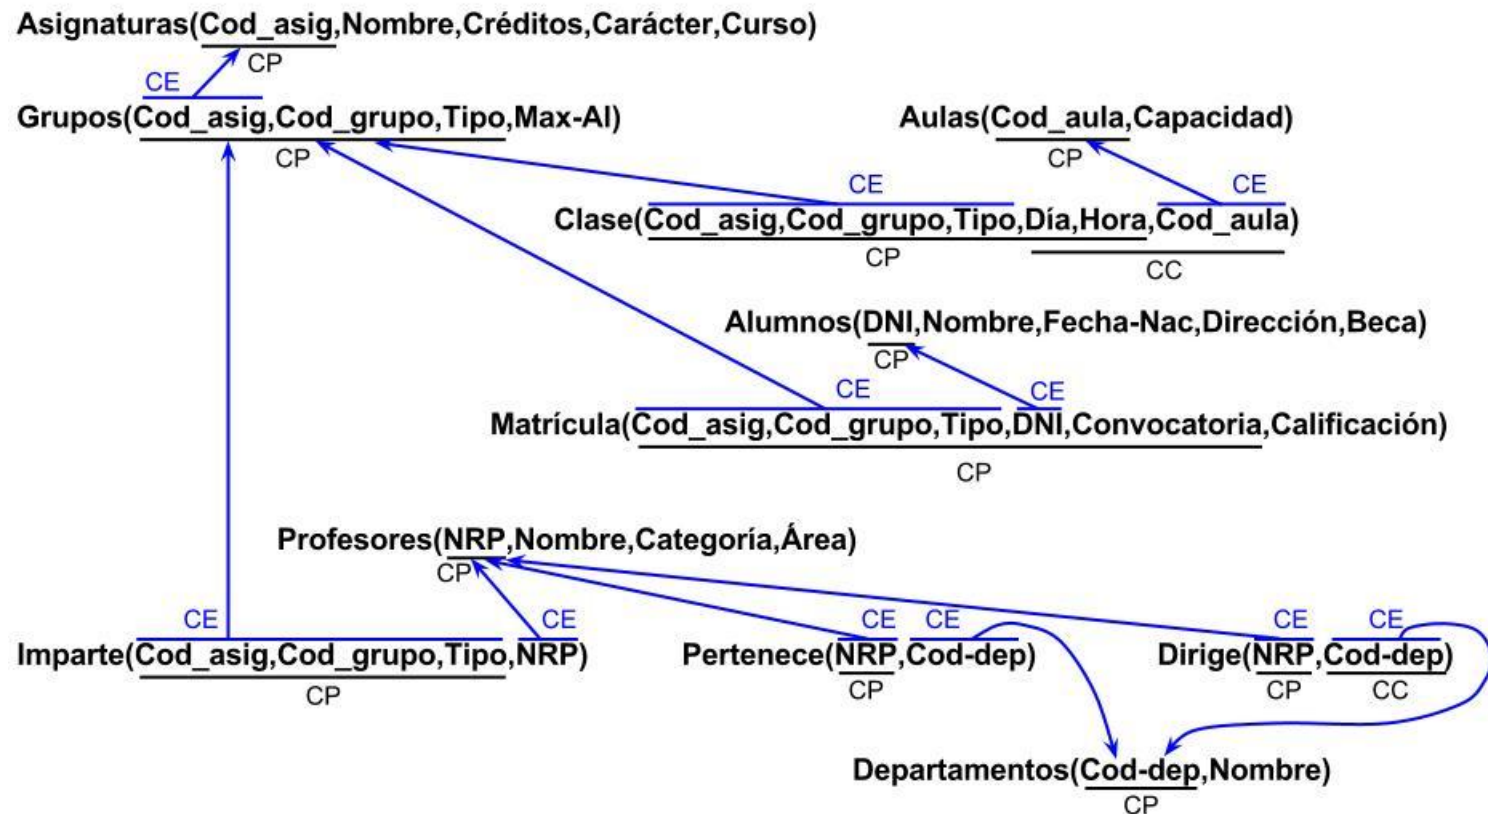 Asignaturas(Cod_asig,Nombre,Créditos,Carácter,Curso)
CP
CE
Grupos(Cod_asig,Cod_grupo,Tipo,Max-Al)
CP
Aulas(Cod_aula,Capacidad)
CP
CE
CE
Clase(Cod_asig,Cod_grupo,Tipo,Día,Hora,Cod_aula)
CP
CC
Alumnos(DNI,Nombre,Fecha-Nac,Dirección,Beca)
CP
CE
CE
Matrícula(Cod_asig,Cod_grupo,Tipo,DNI,Convocatoria,Calificación)
CP
Profesores(NRP,Nombre,Categoría,Área)
CP
CE
CE
Imparte(Cod_asig,Cod_grupo,Tipo,NRP)
CP
CE
CE
Pertenece(NRP,Cod-dep)
CP
CE
CE
Dirige(NRP,Cod-dep)
CP
CC
Departamentos(Cod-dep,Nombre)
CP